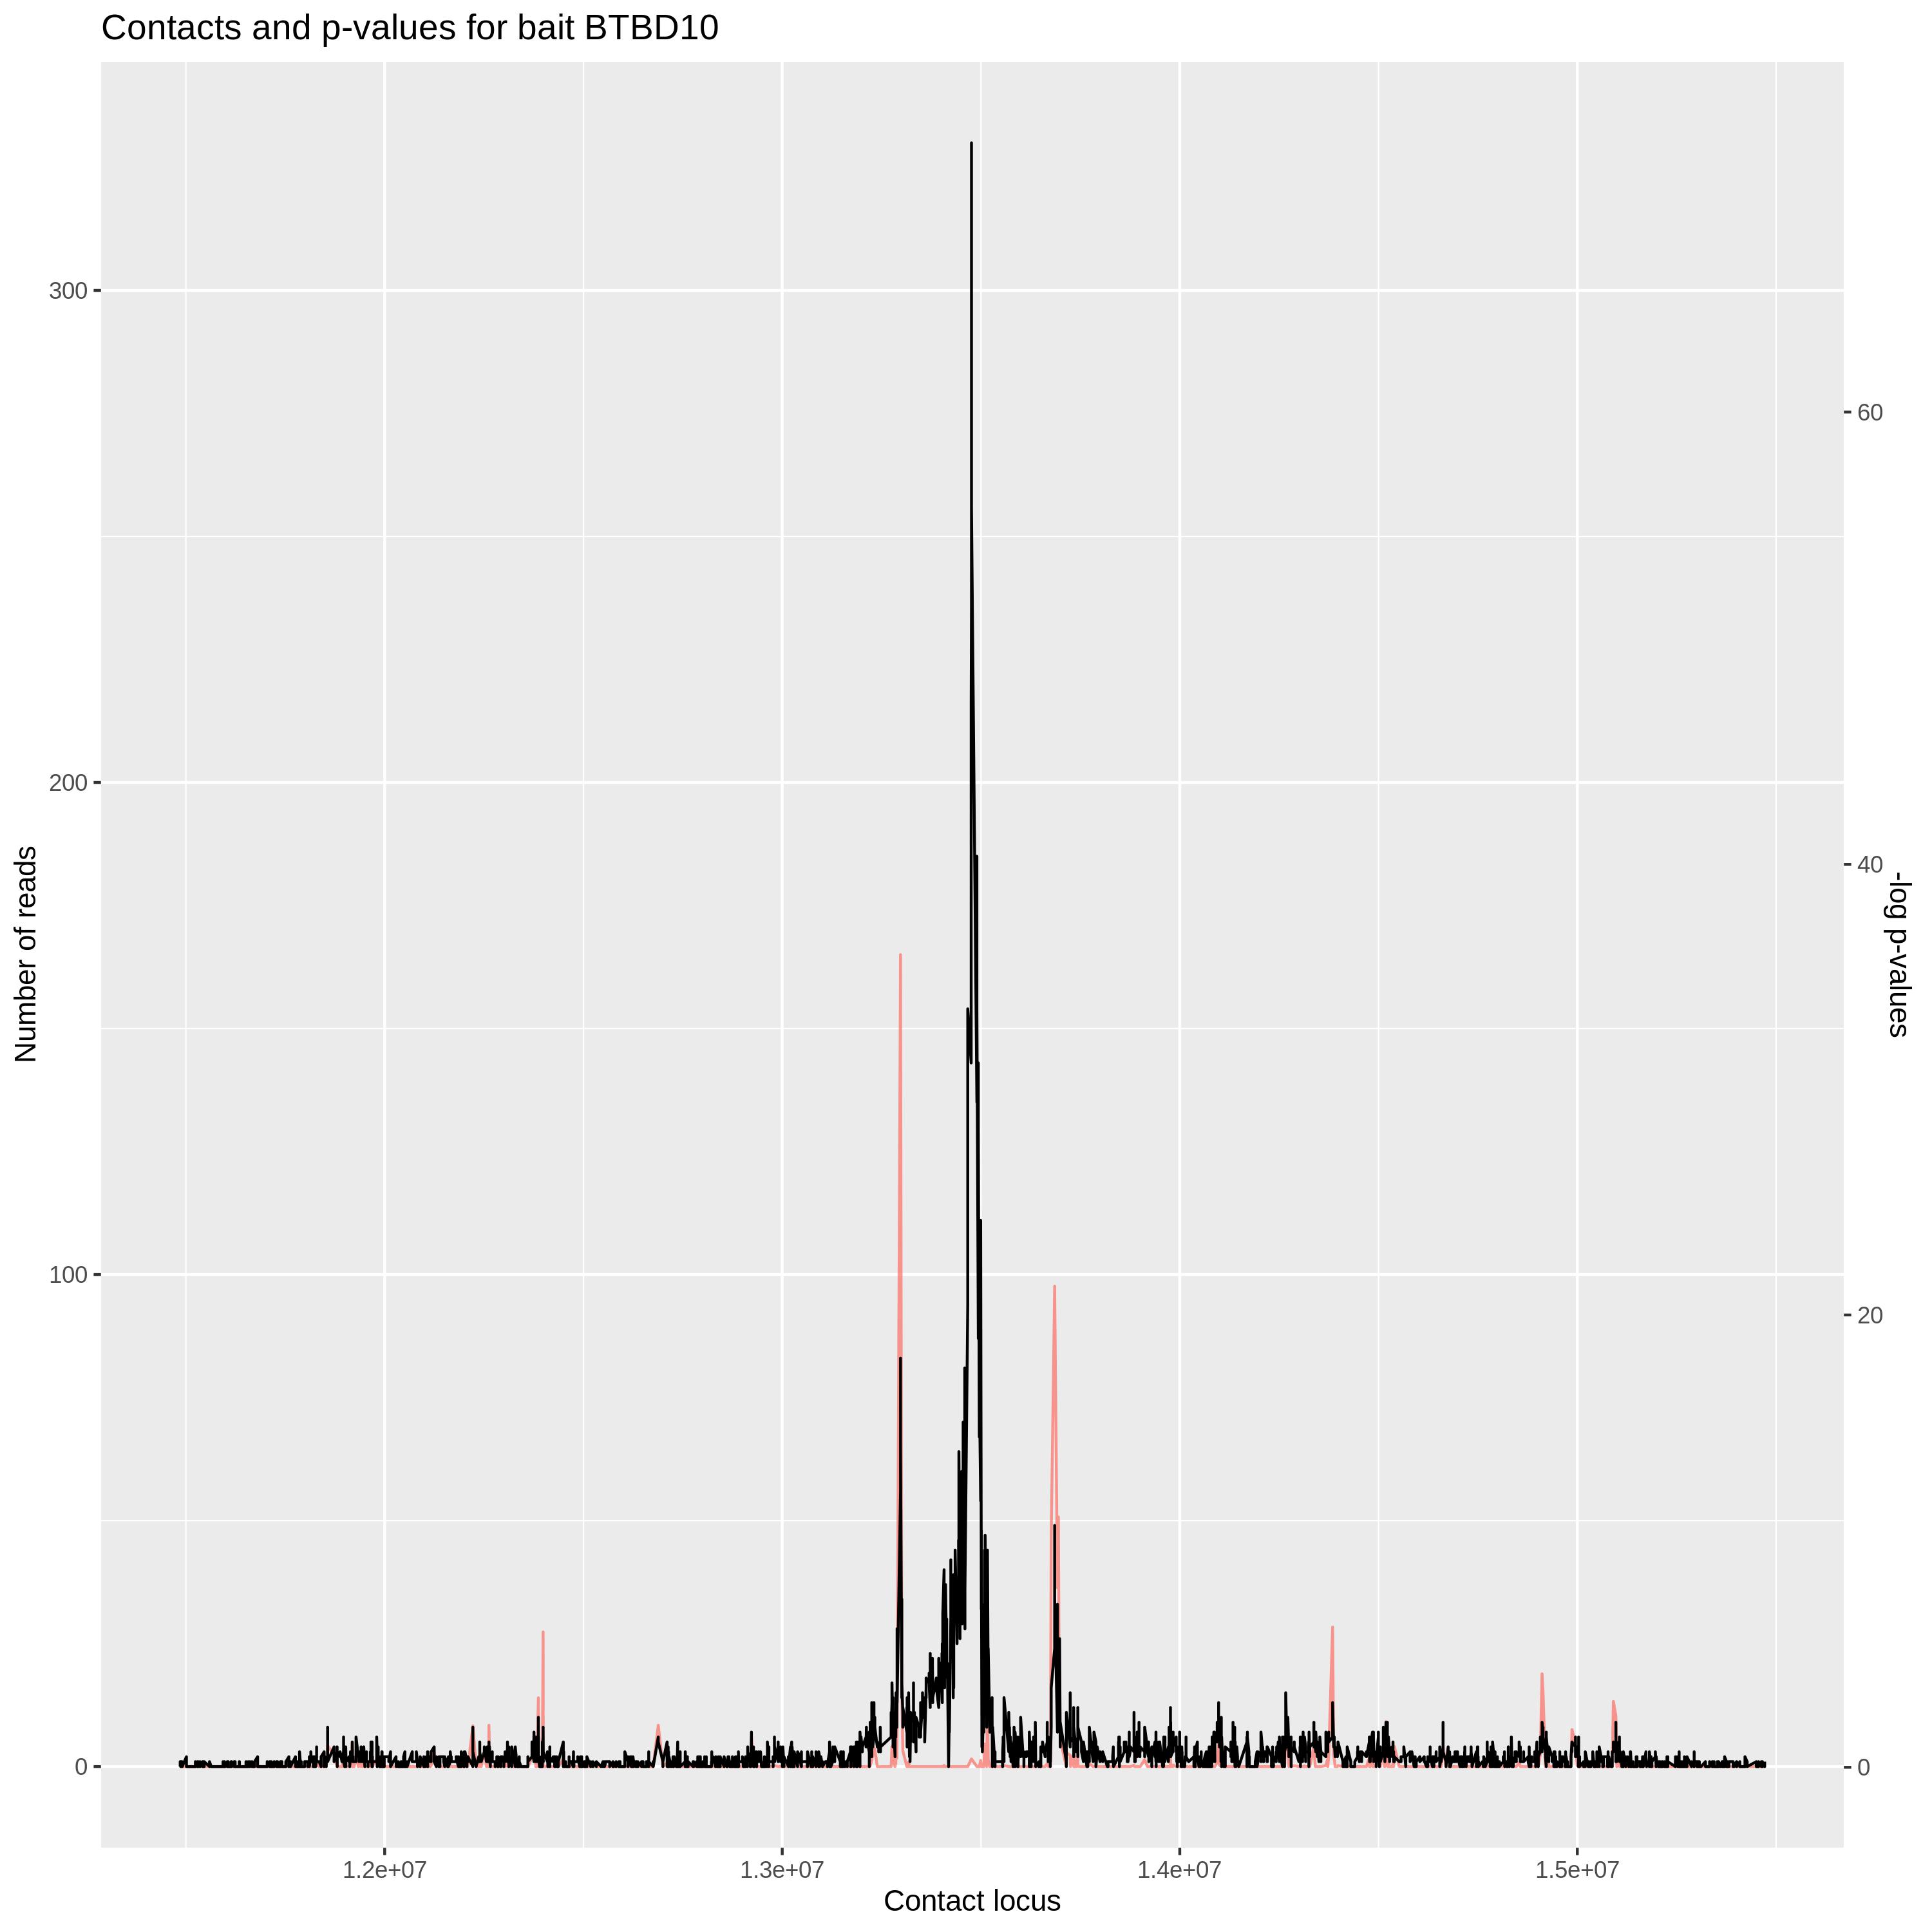 Contacts and p-values for bait BTBD10
Number of reads
300
200
100
0
60
40
20
0
-log p-values
1.2e+07
1.3e+07
1.4e+07
1.5e+07
Contact locus